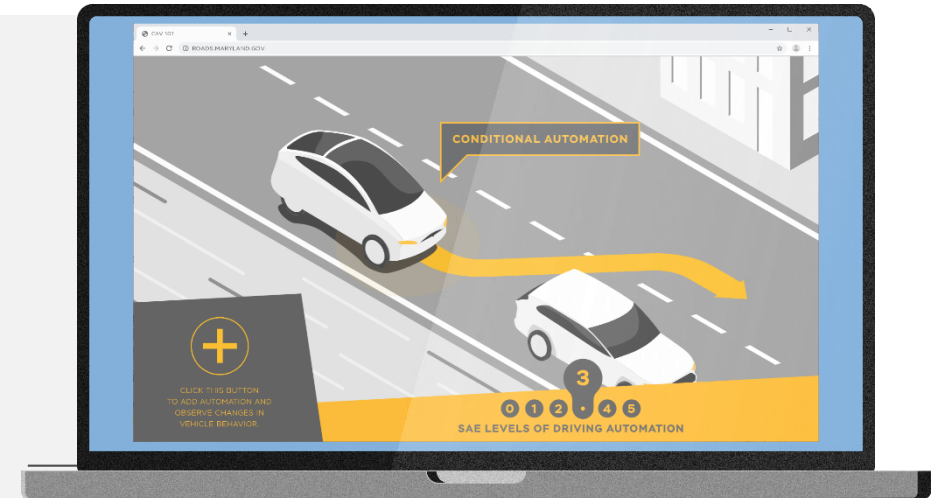 CAV 101
ROADS.MARYLAND.GOV
CONDITIONAL AUTOMATION
CLICK THIS BUTTON
TO ADD AUTOMATION AND
OBSERVE CHANGES IN
VEHICLE BEHAVIOR.
3
0 1 2 • 4 5
SAE LEVELS OF DRIVING AUTOMATION